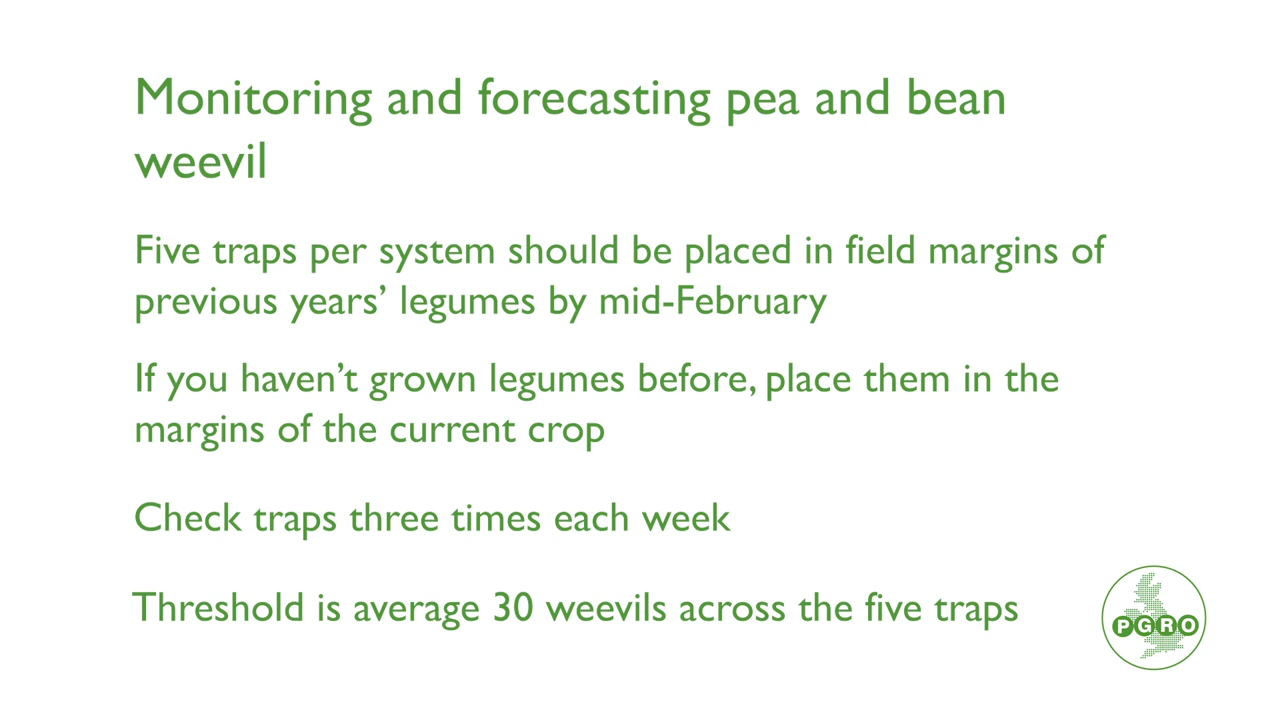 Monitoring and forecasting pea and bean
weevil
Five traps per system should be placed in field margins of
previous years’ legumes by mid-February
If you haven’t grown legumes before, place them in the
margins of the current crop
Check traps three times each week
Threshold is average 30 weevils across the five traps
PGRO